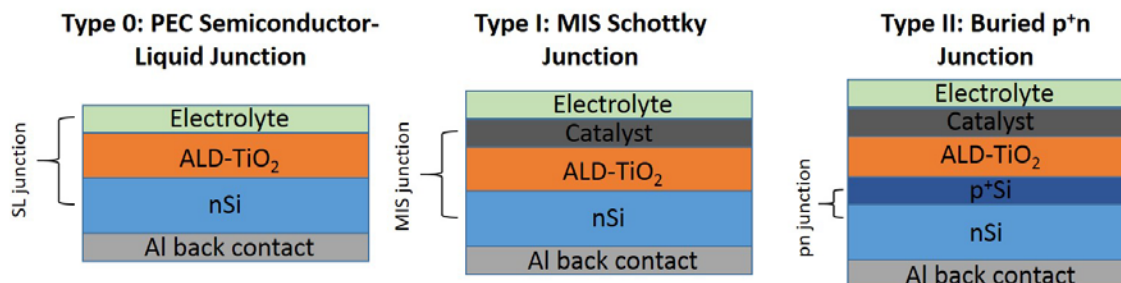 Type 0: PEC Semiconductor-
Liquid Junction
SL junction
Electrolyte
ALD-TiO₂
nSi
Al back contact
Type I: MIS Schottky
Junction
MIS junction
Electrolyte
Catalyst
ALD-TiO₂
nSi
Al back contact
Type II: Buried p⁺n
Junction
pn junction
Electrolyte
Catalyst
ALD-TiO₂
p⁺Si
nSi
Al back contact